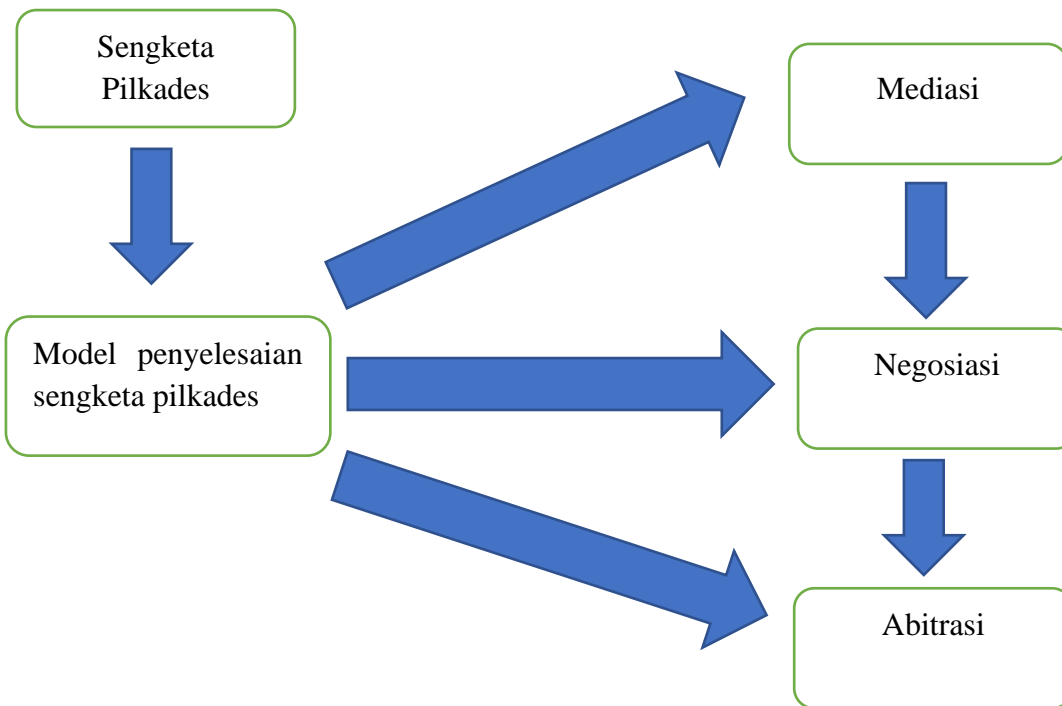 Sengketa
Pilkades
Mediasi
Model penyelesaian
sengketa pilkades
Negosiasi
Abitrasi